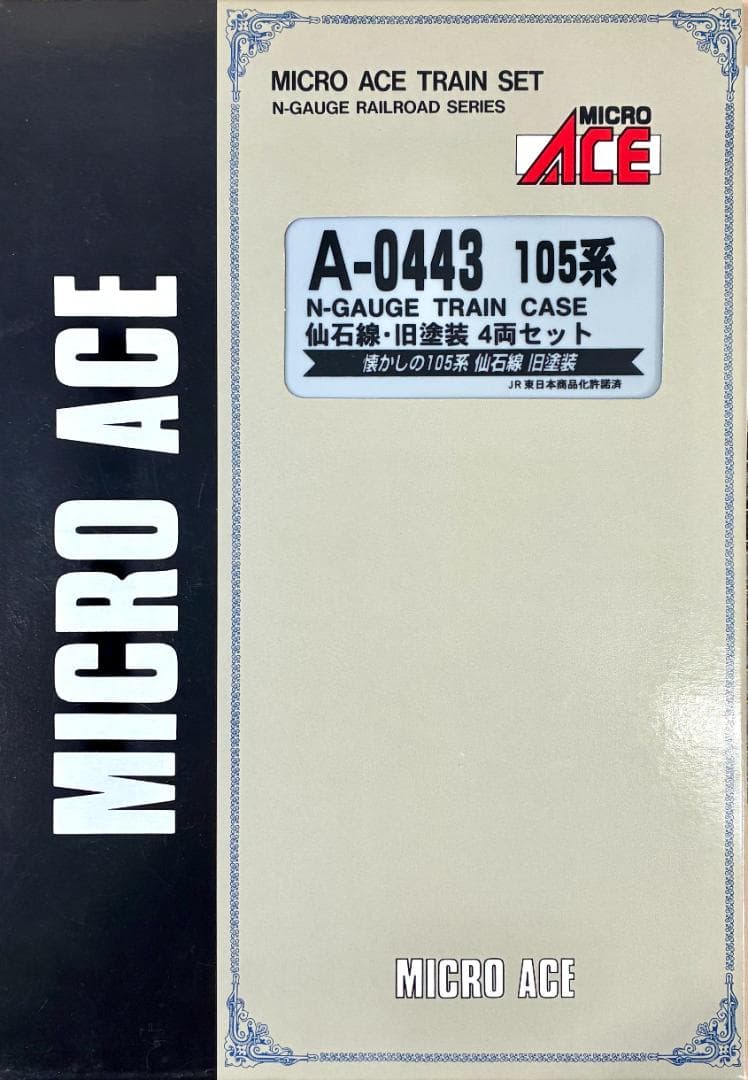 MICRO ACE
MICRO ACE TRAIN SET
N-GAUGE RAILROAD SERIES
MICRO
ACE
A-0443 105系
N-GAUGE TRAIN CASE
仙石線・旧塗装 4両セット
懐かしの105系 仙石線 旧塗装
JR東日本商品化許諾済
MICRO ACE